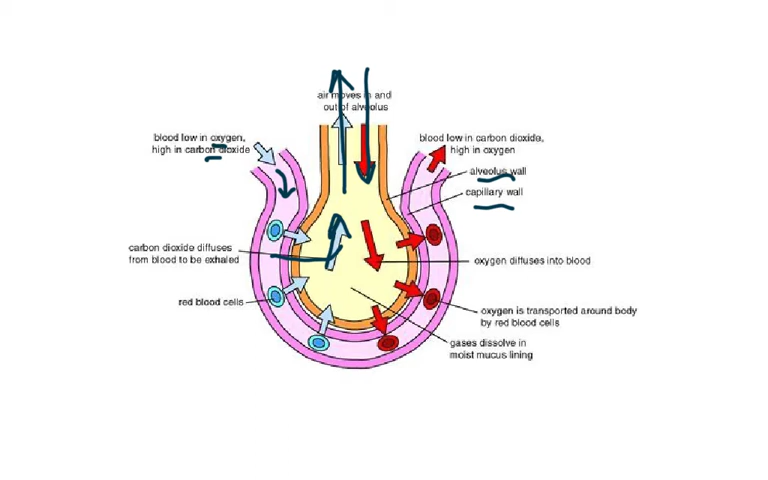 air moves in and
out of alveolus
blood low in oxygen,
high in carbon dioxide
blood low in carbon dioxide,
high in oxygen
alveolus wall
capillary wall
carbon dioxide diffuses
from blood to be exhaled
oxygen diffuses into blood
red blood cells
oxygen is transported around body
by red blood cells
gases dissolve in
moist mucus lining